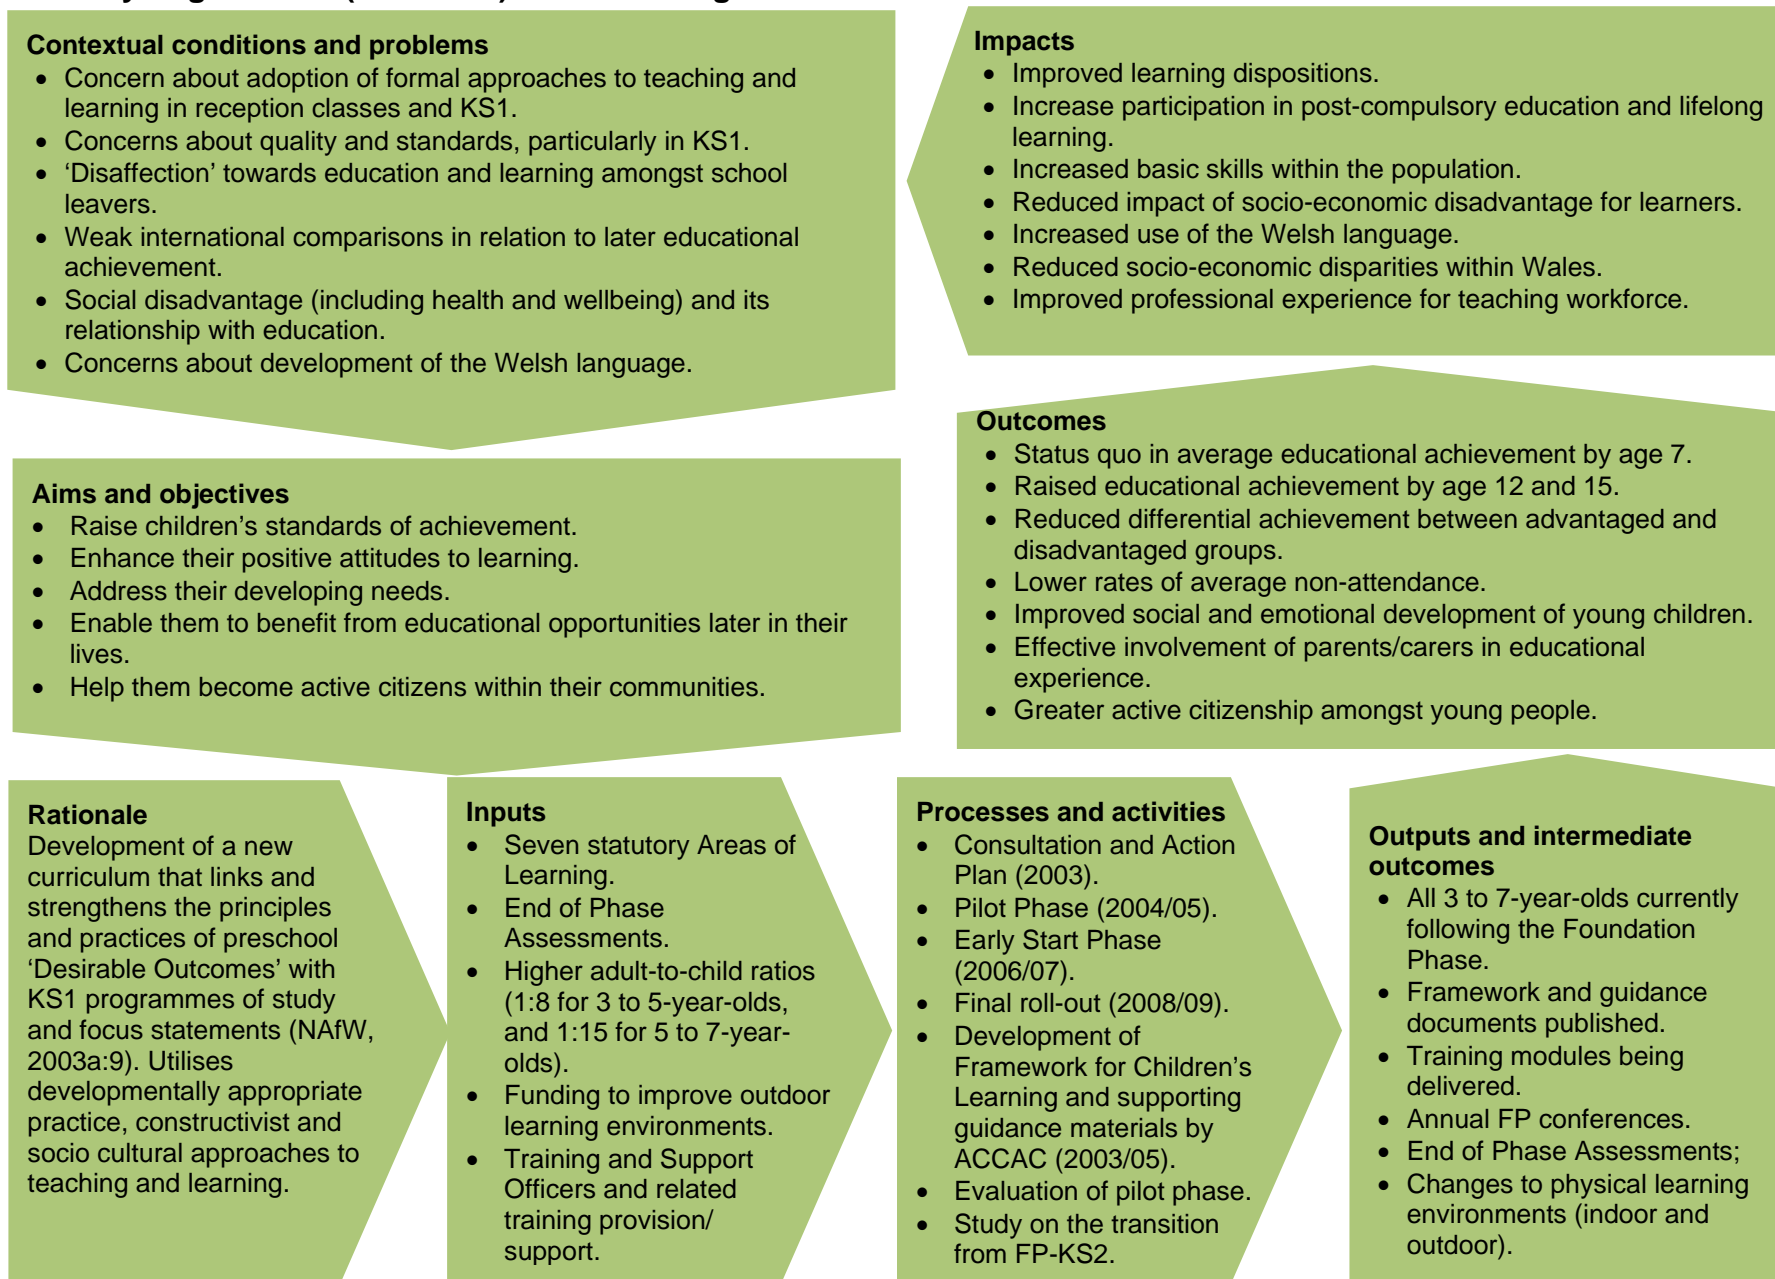 Contextual conditions and problems
• Concern about adoption of formal approaches to teaching and
learning in reception classes and KS1.
• Concerns about quality and standards, particularly in KS1.
• ‘Disaffection’ towards education and learning amongst school
leavers.
• Weak international comparisons in relation to later educational
achievement.
• Social disadvantage (including health and wellbeing) and its
relationship with education.
• Concerns about development of the Welsh language.
Aims and objectives
• Raise children’s standards of achievement.
• Enhance their positive attitudes to learning.
• Address their developing needs.
• Enable them to benefit from educational opportunities later in their
lives.
• Help them become active citizens within their communities.
Rationale
Development of a new
curriculum that links and
strengthens the principles
and practices of preschool
‘Desirable Outcomes’ with
KS1 programmes of study
and focus statements (NAfW,
2003a:9). Utilises
developmentally appropriate
practice, constructivist and
socio cultural approaches to
teaching and learning.
Inputs
• Seven statutory Areas of
Learning.
• End of Phase
Assessments.
• Higher adult-to-child ratios
(1:8 for 3 to 5-year-olds,
and 1:15 for 5 to 7-year-
olds).
• Funding to improve outdoor
learning environments.
• Training and Support
Officers and related
training provision/
support.
Processes and activities
• Consultation and Action
Plan (2003).
• Pilot Phase (2004/05).
• Early Start Phase
(2006/07).
• Final roll-out (2008/09).
• Development of
Framework for Children’s
Learning and supporting
guidance materials by
ACCAC (2003/05).
• Evaluation of pilot phase.
• Study on the transition
from FP-KS2.
Outputs and intermediate
outcomes
• All 3 to 7-year-olds currently
following the Foundation
Phase.
• Framework and guidance
documents published.
• Training modules being
delivered.
• Annual FP conferences.
• End of Phase Assessments;
• Changes to physical learning
environments (indoor and
outdoor).
Outcomes
• Status quo in average educational achievement by age 7.
• Raised educational achievement by age 12 and 15.
• Reduced differential achievement between advantaged and
disadvantaged groups.
• Lower rates of average non-attendance.
• Improved social and emotional development of young children.
• Effective involvement of parents/carers in educational
experience.
• Greater active citizenship amongst young people.
Impacts
• Improved learning dispositions.
• Increase participation in post-compulsory education and lifelong
learning.
• Increased basic skills within the population.
• Reduced impact of socio-economic disadvantage for learners.
• Increased use of the Welsh language.
• Reduced socio-economic disparities within Wales.
• Improved professional experience for teaching workforce.